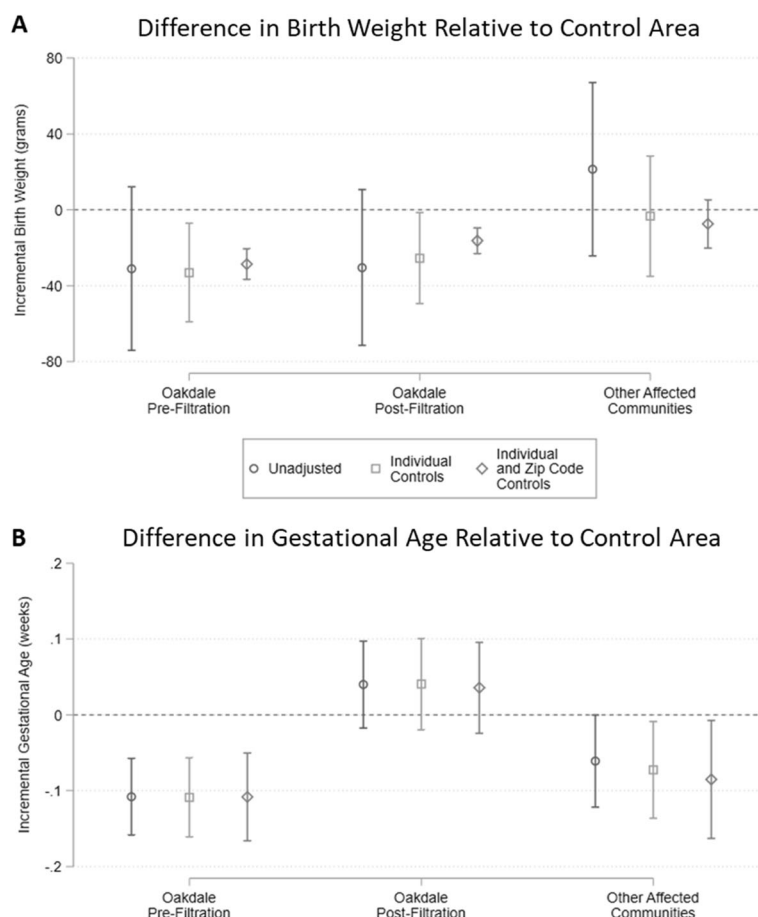 A
Difference in Birth Weight Relative to Control Area
Incremental Birth Weight (grams)
80
40
0
-40
-80
Oakdale
Pre-Filtration
Oakdale
Post-Filtration
Other Affected
Communities
Unadjusted
Individual
Controls
Individual
and Zip Code
Controls
B
Difference in Gestational Age Relative to Control Area
Incremental Gestational Age (weeks)
.2
.1
0
-.1
-.2
Oakdale
Pre-Filtration
Oakdale
Post-Filtration
Other Affected
Communities